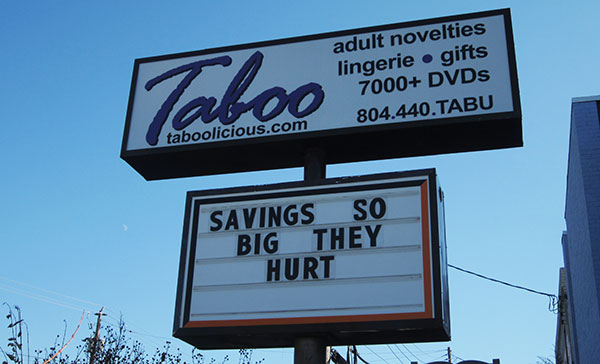 Taboo
taboolicious.com
adult novelties
lingerie • gifts
7000+ DVDs
804.440.TABU
SAVINGS SO
BIG THEY
HURT